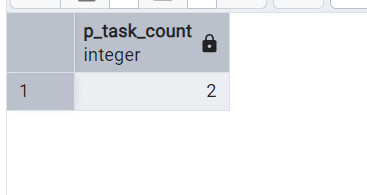 p_task_count
integer
1 2